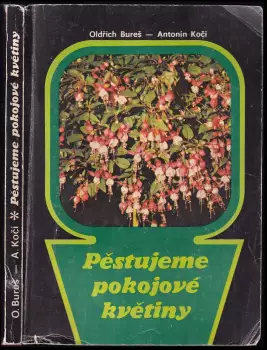 O. Bureš — A. Kočí * Pěstujeme pokojové květiny
Oldřich Bureš — Antonín Kočí
Pěstujeme
pokojové
květiny